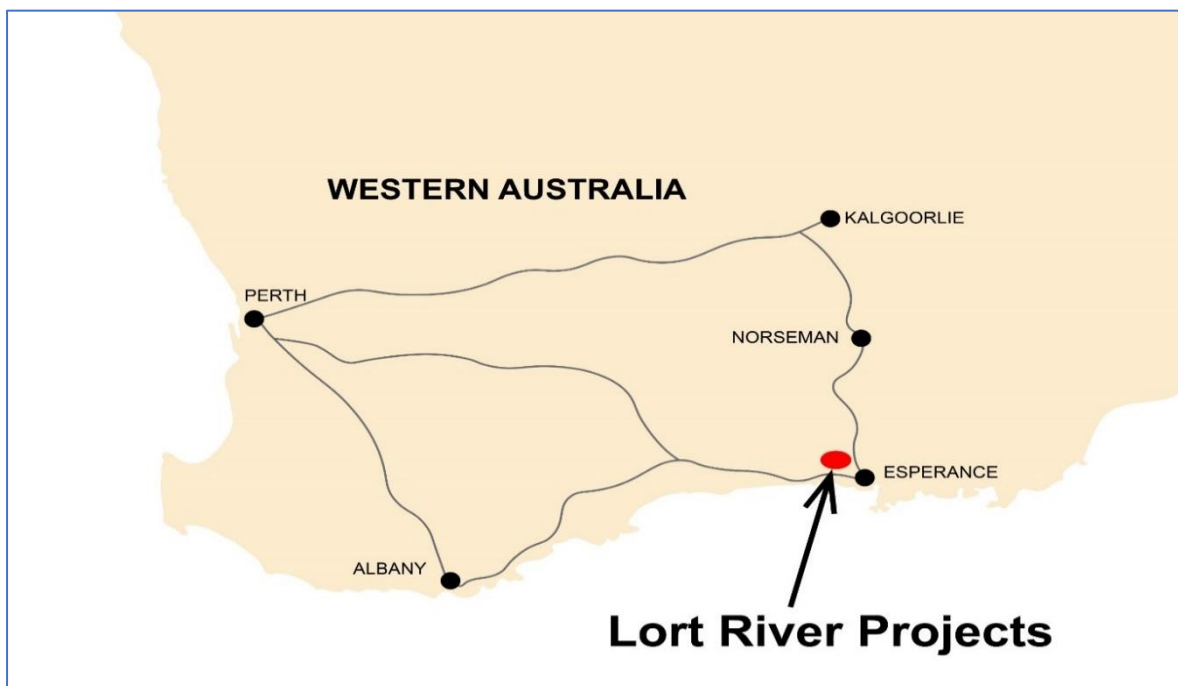 WESTERN AUSTRALIA
KALGOORLIE
PERTH
NORSEMAN
ESPERANCE
ALBANY
Lort River Projects